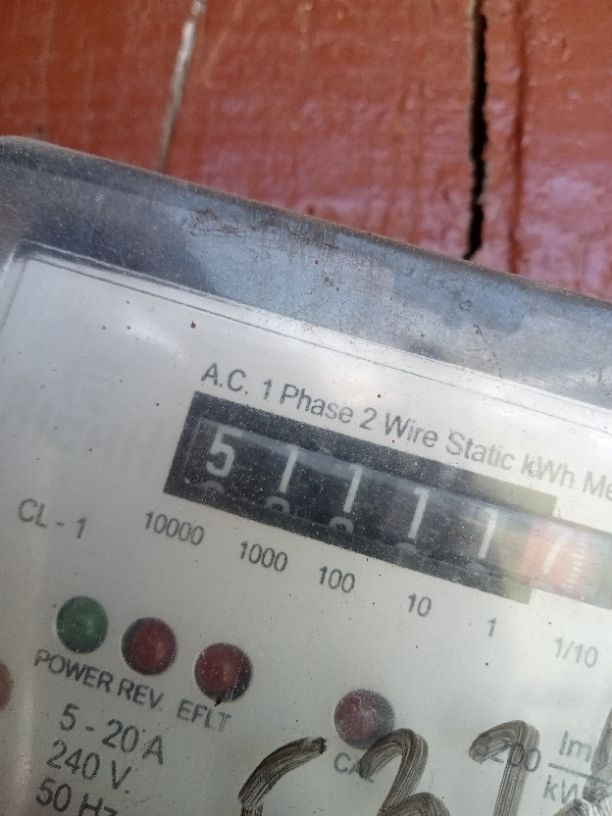 A.C. 1 Phase 2 Wire Static kWh Me
5 1 1 1 1
CL - 1
10000 1000 100 10 1 1/10
POWER REV EFLT
CAL
5 - 20 A
240 V.
50 Hz